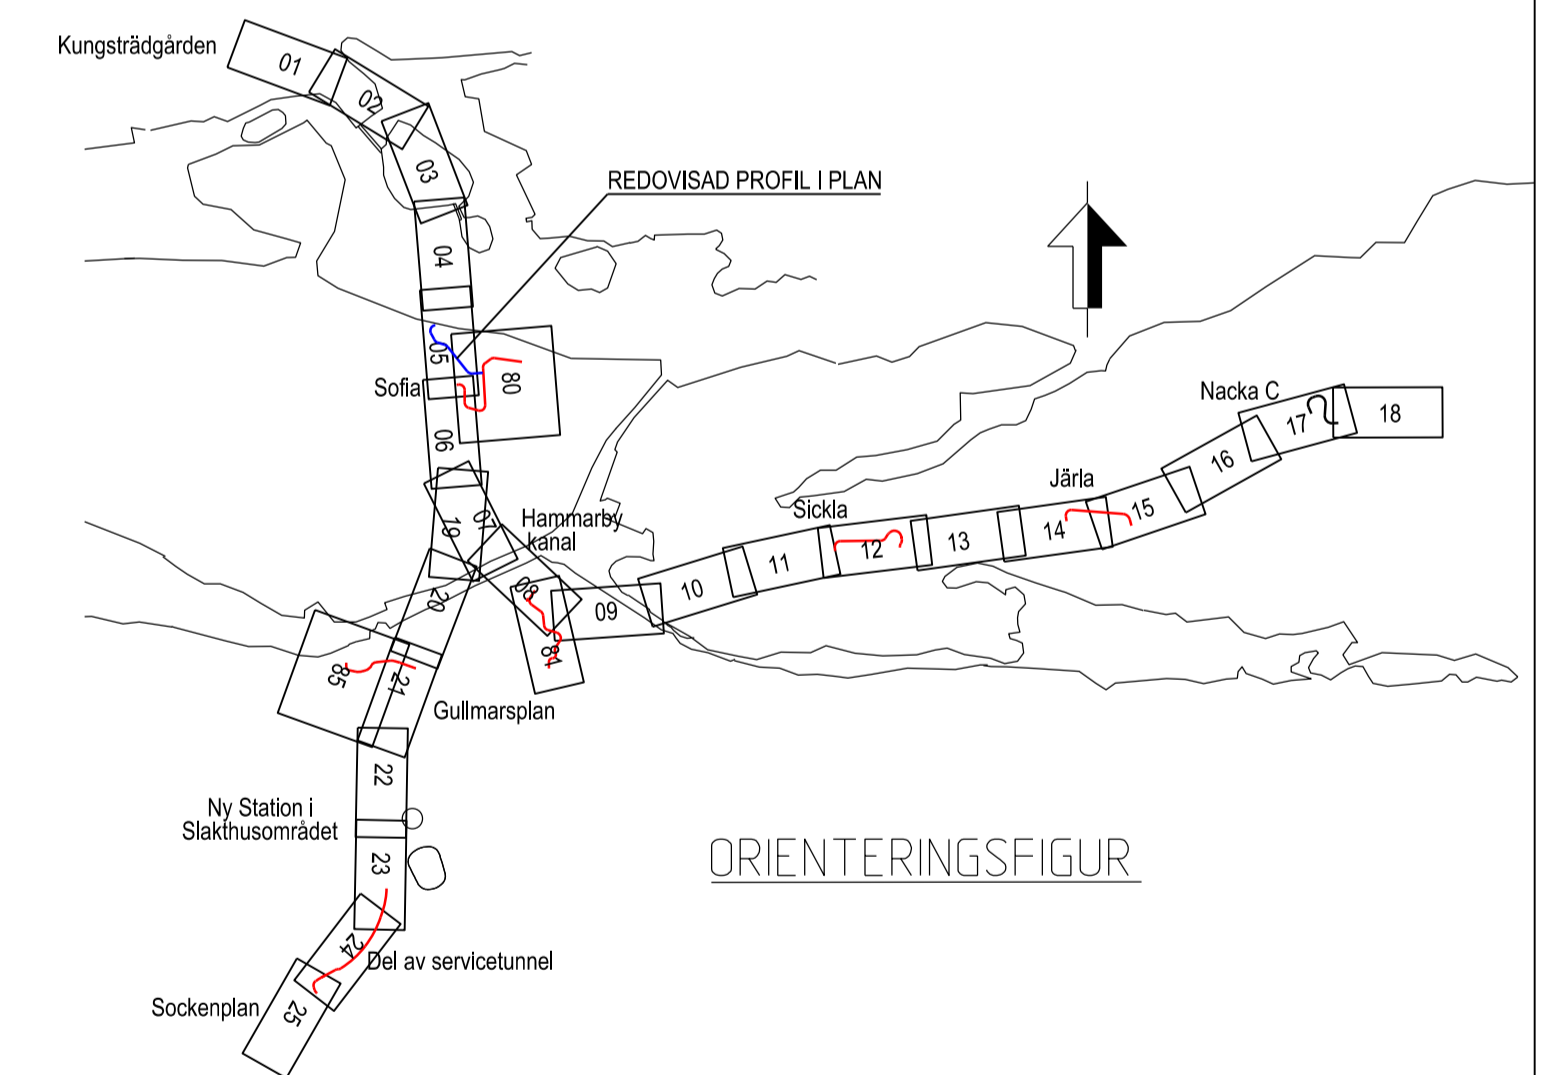 Kungsträdgården
01
02
03
REDOVISAD PROFIL I PLAN
04
05
Sofia
80
06
Nacka C
17
18
16
Järla
15
14
Sickla
13
12
11
10
Hammarby
kanal
07
19
08
09
20
81
85
21
Gullmarsplan
22
Ny Station i
Slakthusområdet
23
ORIENTERINGSFIGUR
24
Del av servicetunnel
Sockenplan
25